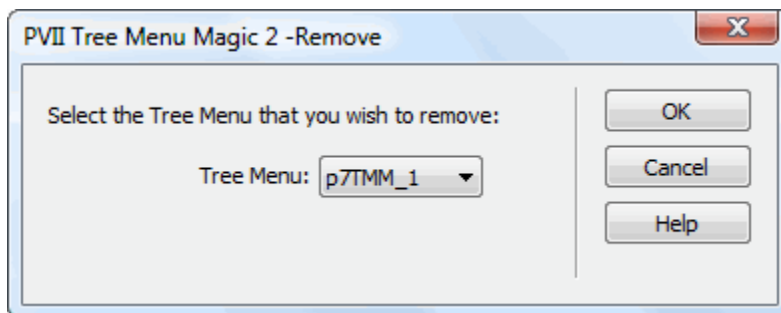 PVII Tree Menu Magic 2 -Remove
Select the Tree Menu that you wish to remove:
Tree Menu: p7TMM_1
OK
Cancel
Help